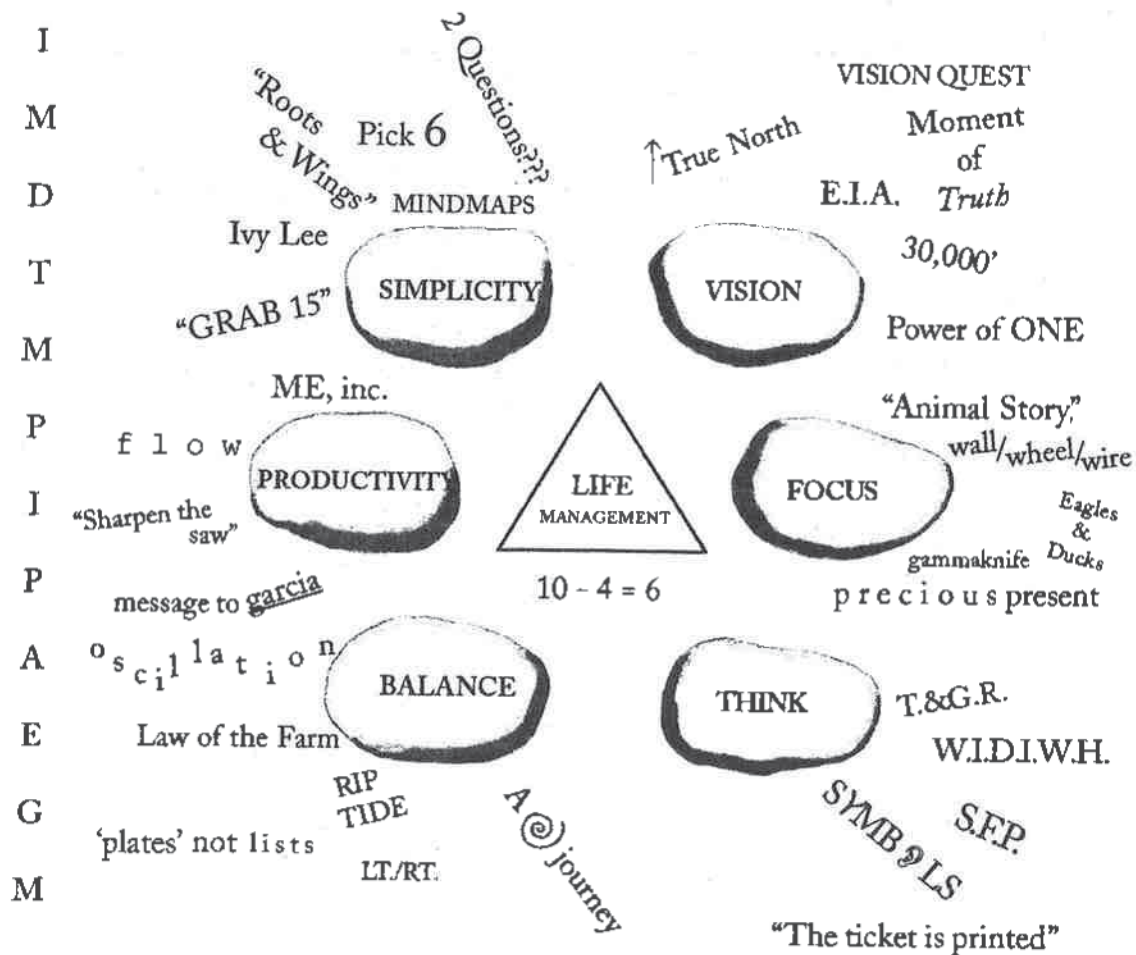 I
M
D
T
M
P
I
P
A
E
G
M
2 Questions???
"Roots
& Wings"
Pick 6
MINDMAPS
Ivy Lee
SIMPLICITY
"GRAB 15"
↑True North
VISION QUEST
Moment
of
Truth
E.I.A.
30,000'
VISION
Power of ONE
ME, inc.
flow
PRODUCTIVITY
"Sharpen the
saw"
message to garcia
LIFE
MANAGEMENT
10 - 4 = 6
"Animal Story,"
wall/wheel/wire
FOCUS
Eagles
&
Ducks
gammaknife
precious present
oscillation
BALANCE
Law of the Farm
RIP
TIDE
'plates' not lists
LT./RT.
A journey
THINK
T.&G.R.
W.I.D.I.W.H.
S.F.P.
SYMBOLS
"The ticket is printed"